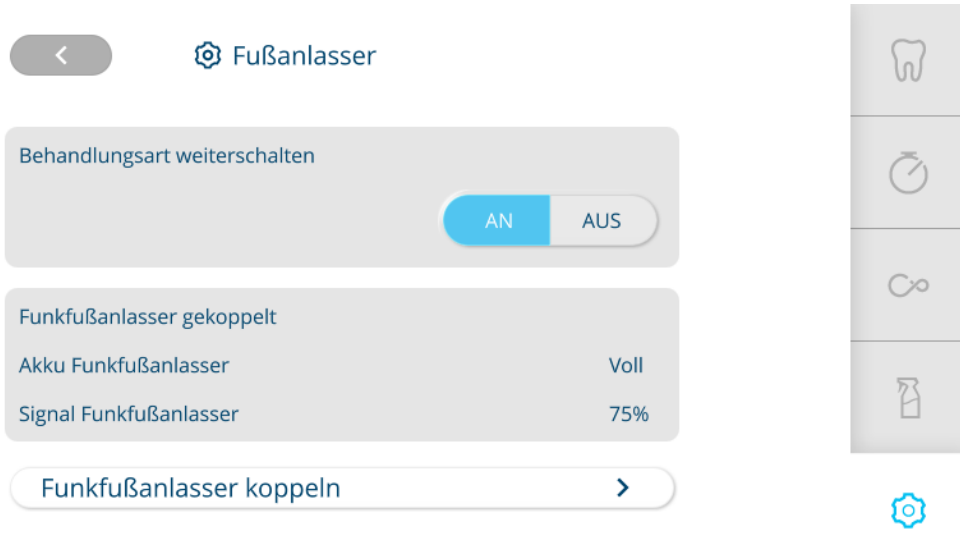 Fußanlasser
Behandlungsart weiterschalten
AN AUS
Funkfußanlasser gekoppelt
Akku Funkfußanlasser Voll
Signal Funkfußanlasser 75%
Funkfußanlasser koppeln